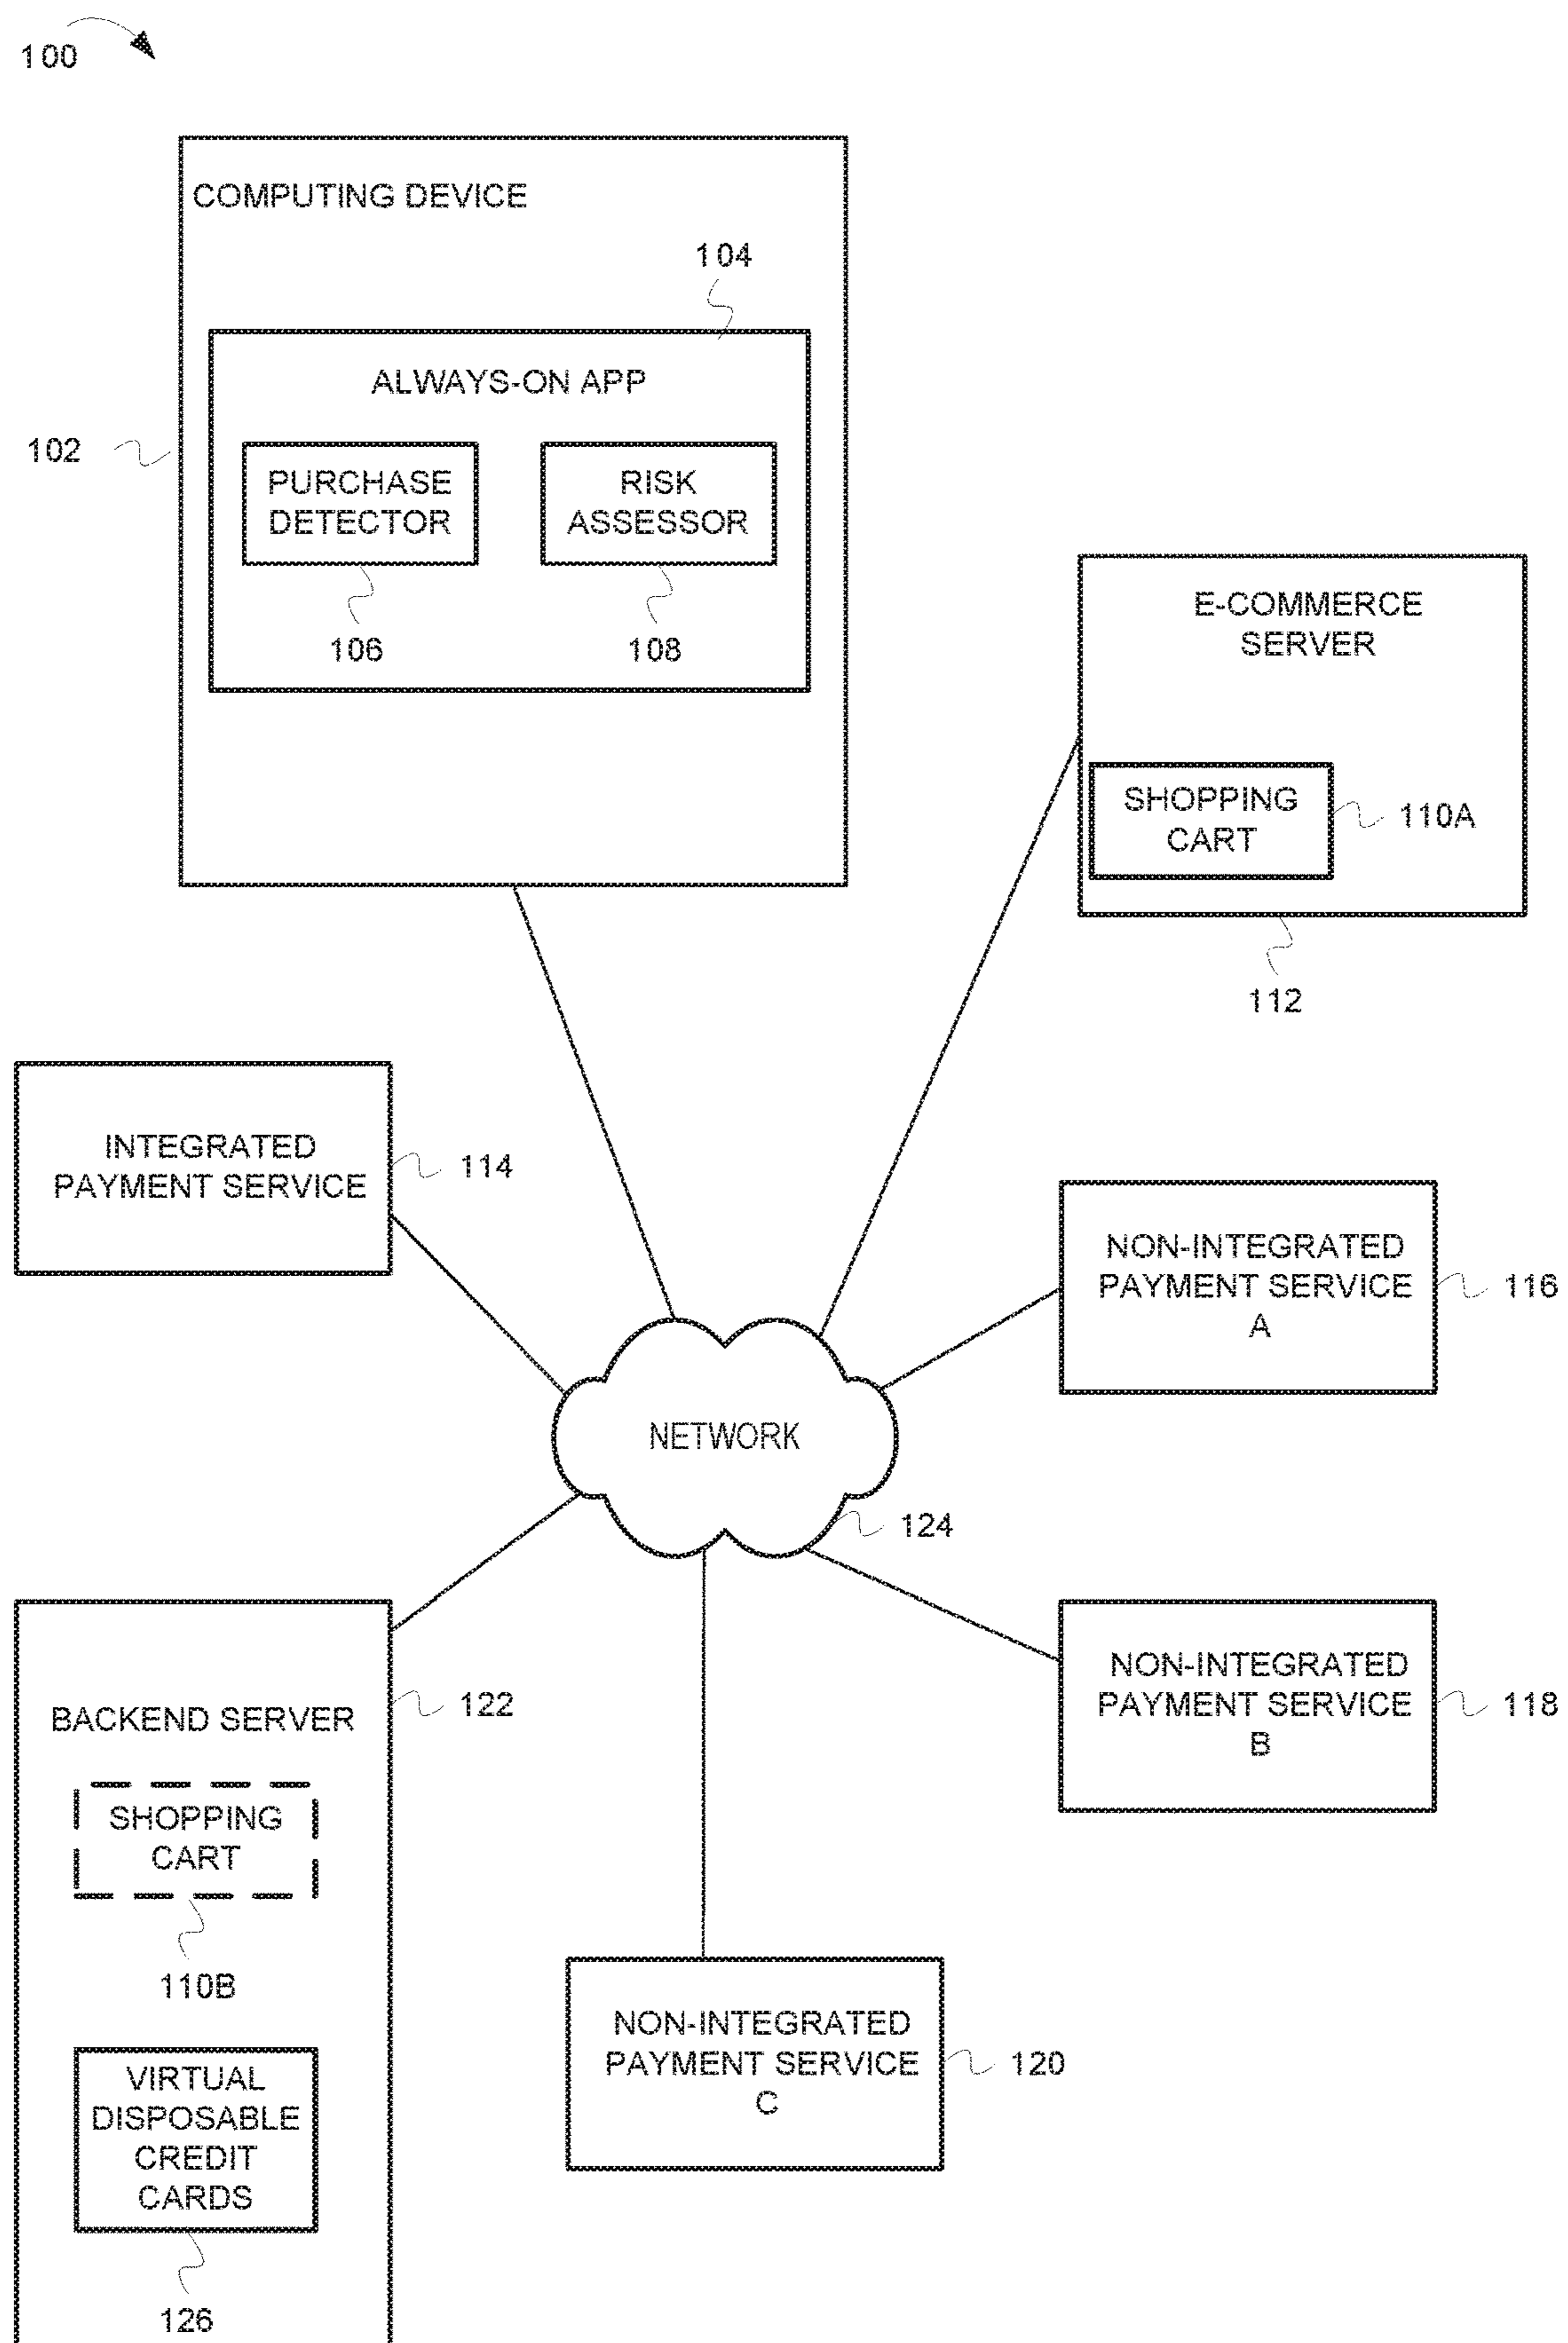 100
COMPUTING DEVICE
104
ALWAYS-ON APP
102
PURCHASE
DETECTOR
RISK
ASSESSOR
106
108
E-COMMERCE
SERVER
SHOPPING
CART
110A
112
INTEGRATED
PAYMENT SERVICE
114
NON-INTEGRATED
PAYMENT SERVICE
A
116
NETWORK
124
NON-INTEGRATED
PAYMENT SERVICE
B
118
BACKEND SERVER
122
SHOPPING
CART
110B
VIRTUAL
DISPOSABLE
CREDIT
CARDS
126
NON-INTEGRATED
PAYMENT SERVICE
C
120